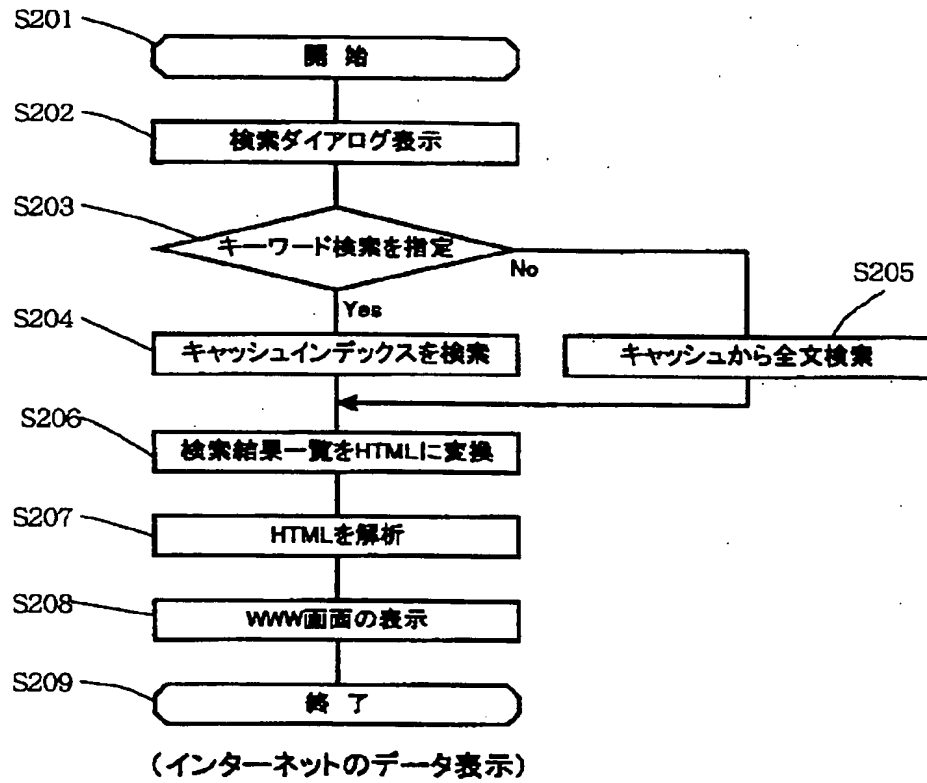 S201
開 始
S202
検索ダイアログ表示
S203
キーワード検索を指定
No
Yes
S204
キャッシュインデックスを検索
S205
キャッシュから全文検索
S206
検索結果一覧をHTMLに変換
S207
HTMLを解析
S208
WWW画面の表示
S209
終 了
(インターネットのデータ表示)